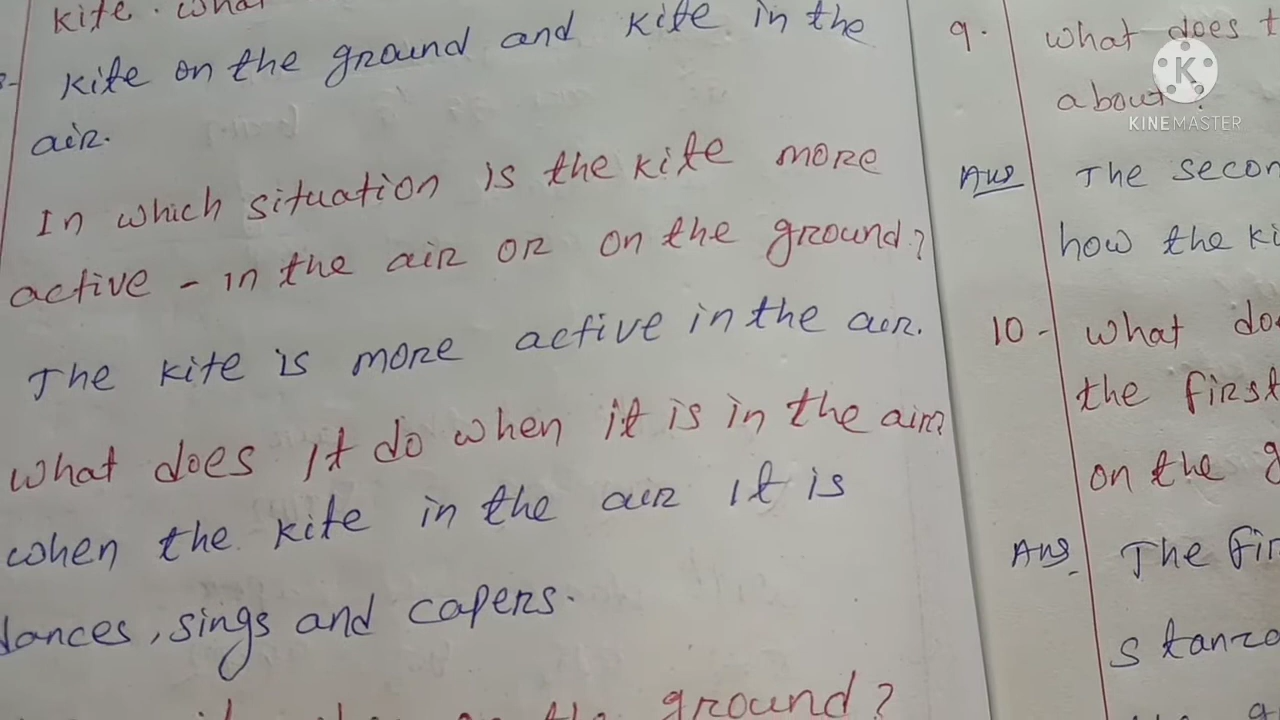 kite. what
kite on the ground and kite in the
air.
In which situation is the kite more
active - in the air or on the ground?
The kite is more active in the air.
what does it do when it is in the air?
when the kite in the air it is
dances, sings and capers.
ground?
9. what does t
about?
Ans The secon
how the ki
10- what do
the first
on the g
Ans The fir
stanza
K
KINEMASTER